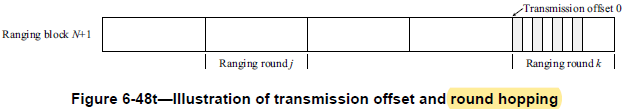 Transmission offset 0
Ranging block N+1
Ranging round j
Ranging round k
Figure 6-48t—Illustration of transmission offset and round hopping